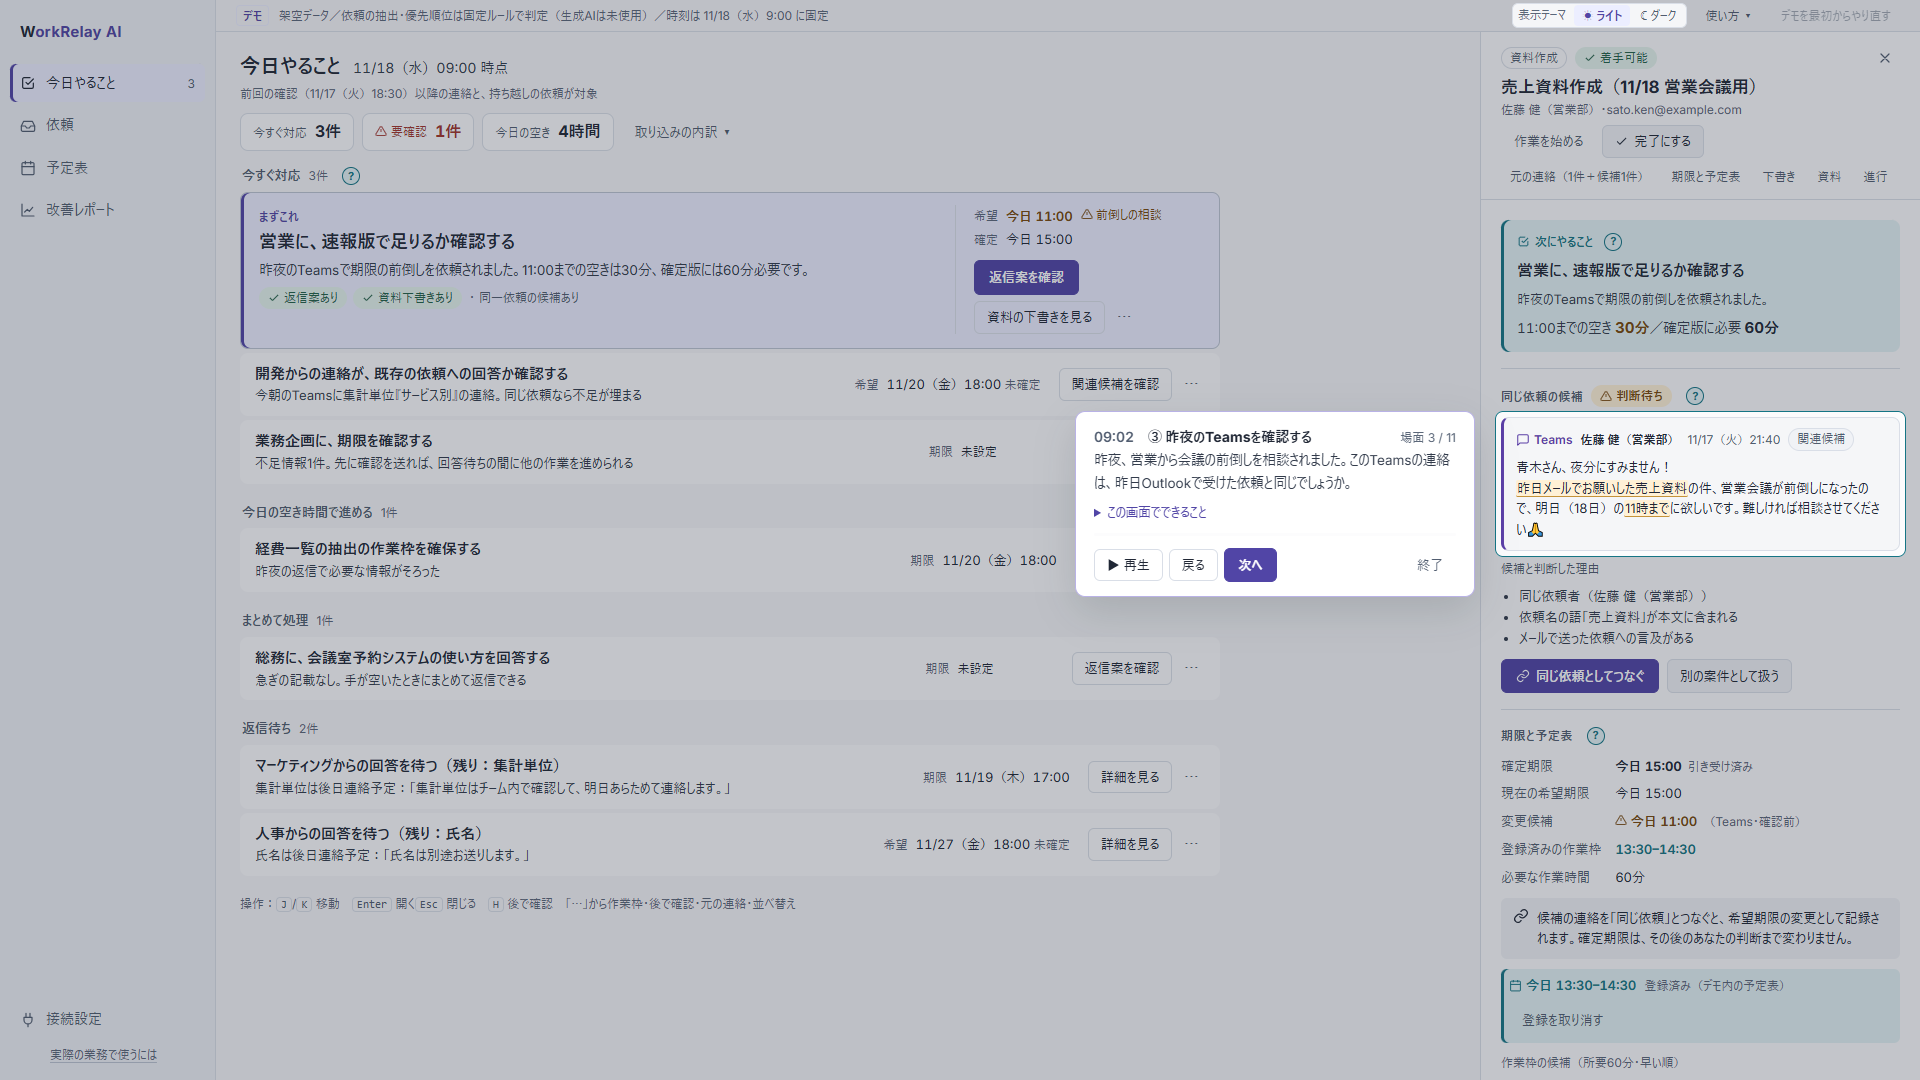 WorkRelay AI
今日やること 3
依頼
予定表
改善レポート
接続設定
実際の業務で使うには
デモ 架空データ／依頼の抽出・優先順位は固定ルールで判定（生成AIは未使用）／時刻は 11/18（水）9:00 に固定
表示テーマ ライト ダーク 使い方 ▾ デモを最初からやり直す
今日やること 11/18（水）09:00 時点
前回の確認（11/17（火）18:30）以降の連絡と、持ち越しの依頼が対象
今すぐ対応 3件 要確認 1件 今日の空き 4時間 取り込みの内訳 ▾
今すぐ対応 3件 ?
まずこれ
営業に、速報版で足りるか確認する
昨夜のTeamsで期限の前倒しを依頼されました。11:00までの空きは30分、確定版には60分必要です。
✓ 返信案あり ✓ 資料下書きあり ・同一依頼の候補あり
希望 今日 11:00 前倒しの相談
確定 今日 15:00
返信案を確認
資料の下書きを見る …
開発からの連絡が、既存の依頼への回答か確認する
今朝のTeamsに集計単位『サービス別』の連絡。同じ依頼なら不足が埋まる
希望 11/20（金）18:00 未確定 関連候補を確認 …
業務企画に、期限を確認する
不足情報1件。先に確認を送れば、回答待ちの間に他の作業を進められる
期限 未設定
今日の空き時間で進める 1件
経費一覧の抽出の作業枠を確保する
昨夜の返信で必要な情報がそろった
期限 11/20（金）18:00
まとめて処理 1件
総務に、会議室予約システムの使い方を回答する
急ぎの記載なし。手が空いたときにまとめて返信できる
期限 未設定 返信案を確認 …
返信待ち 2件
マーケティングからの回答を待つ（残り：集計単位）
集計単位は後日連絡予定：「集計単位はチーム内で確認して、明日あらためて連絡します。」
期限 11/19（木）17:00 詳細を見る …
人事からの回答を待つ（残り：氏名）
氏名は後日連絡予定：「氏名は別途お送りします。」
希望 11/27（金）18:00 未確定 詳細を見る …
操作： J / K 移動 Enter 開く Esc 閉じる H 後で確認 「…」から作業枠・後で確認・元の連絡・並べ替え
09:02 ③ 昨夜のTeamsを確認する 場面 3 / 11
昨夜、営業から会議の前倒しを相談されました。このTeamsの連絡
は、昨日Outlookで受けた依頼と同じでしょうか。
▶ この画面でできること
▶ 再生 戻る 次へ 終了
資料作成 ✓ 着手可能
売上資料作成（11/18 営業会議用）
佐藤 健（営業部）・sato.ken@example.com
作業を始める ✓ 完了にする
元の連絡（1件＋候補1件） 期限と予定表 下書き 資料 進行
次にやること ?
営業に、速報版で足りるか確認する
昨夜のTeamsで期限の前倒しを依頼されました。
11:00までの空き 30分／確定版に必要 60分
同じ依頼の候補 判断待ち ?
Teams 佐藤 健（営業部） 11/17（火）21:40 関連候補
青木さん、夜分にすみません！
昨日メールでお願いした売上資料の件、営業会議が前倒しになったの
で、明日（18日）の11時までに欲しいです。難しければ相談させてくださ
い🙏
候補と判断した理由
• 同じ依頼者（佐藤 健（営業部））
• 依頼名の語「売上資料」が本文に含まれる
• メールで送った依頼への言及がある
同じ依頼としてつなぐ 別の案件として扱う
期限と予定表 ?
確定期限 今日 15:00 引き受け済み
現在の希望期限 今日 15:00
変更候補 今日 11:00 （Teams・確認前）
登録済みの作業枠 13:30–14:30
必要な作業時間 60分
候補の連絡を「同じ依頼」とつなぐと、希望期限の変更として記録さ
れます。確定期限は、その後のあなたの判断まで変わりません。
今日 13:30–14:30 登録済み（デモ内の予定表）
登録を取り消す
作業枠の候補（所要60分・早い順）